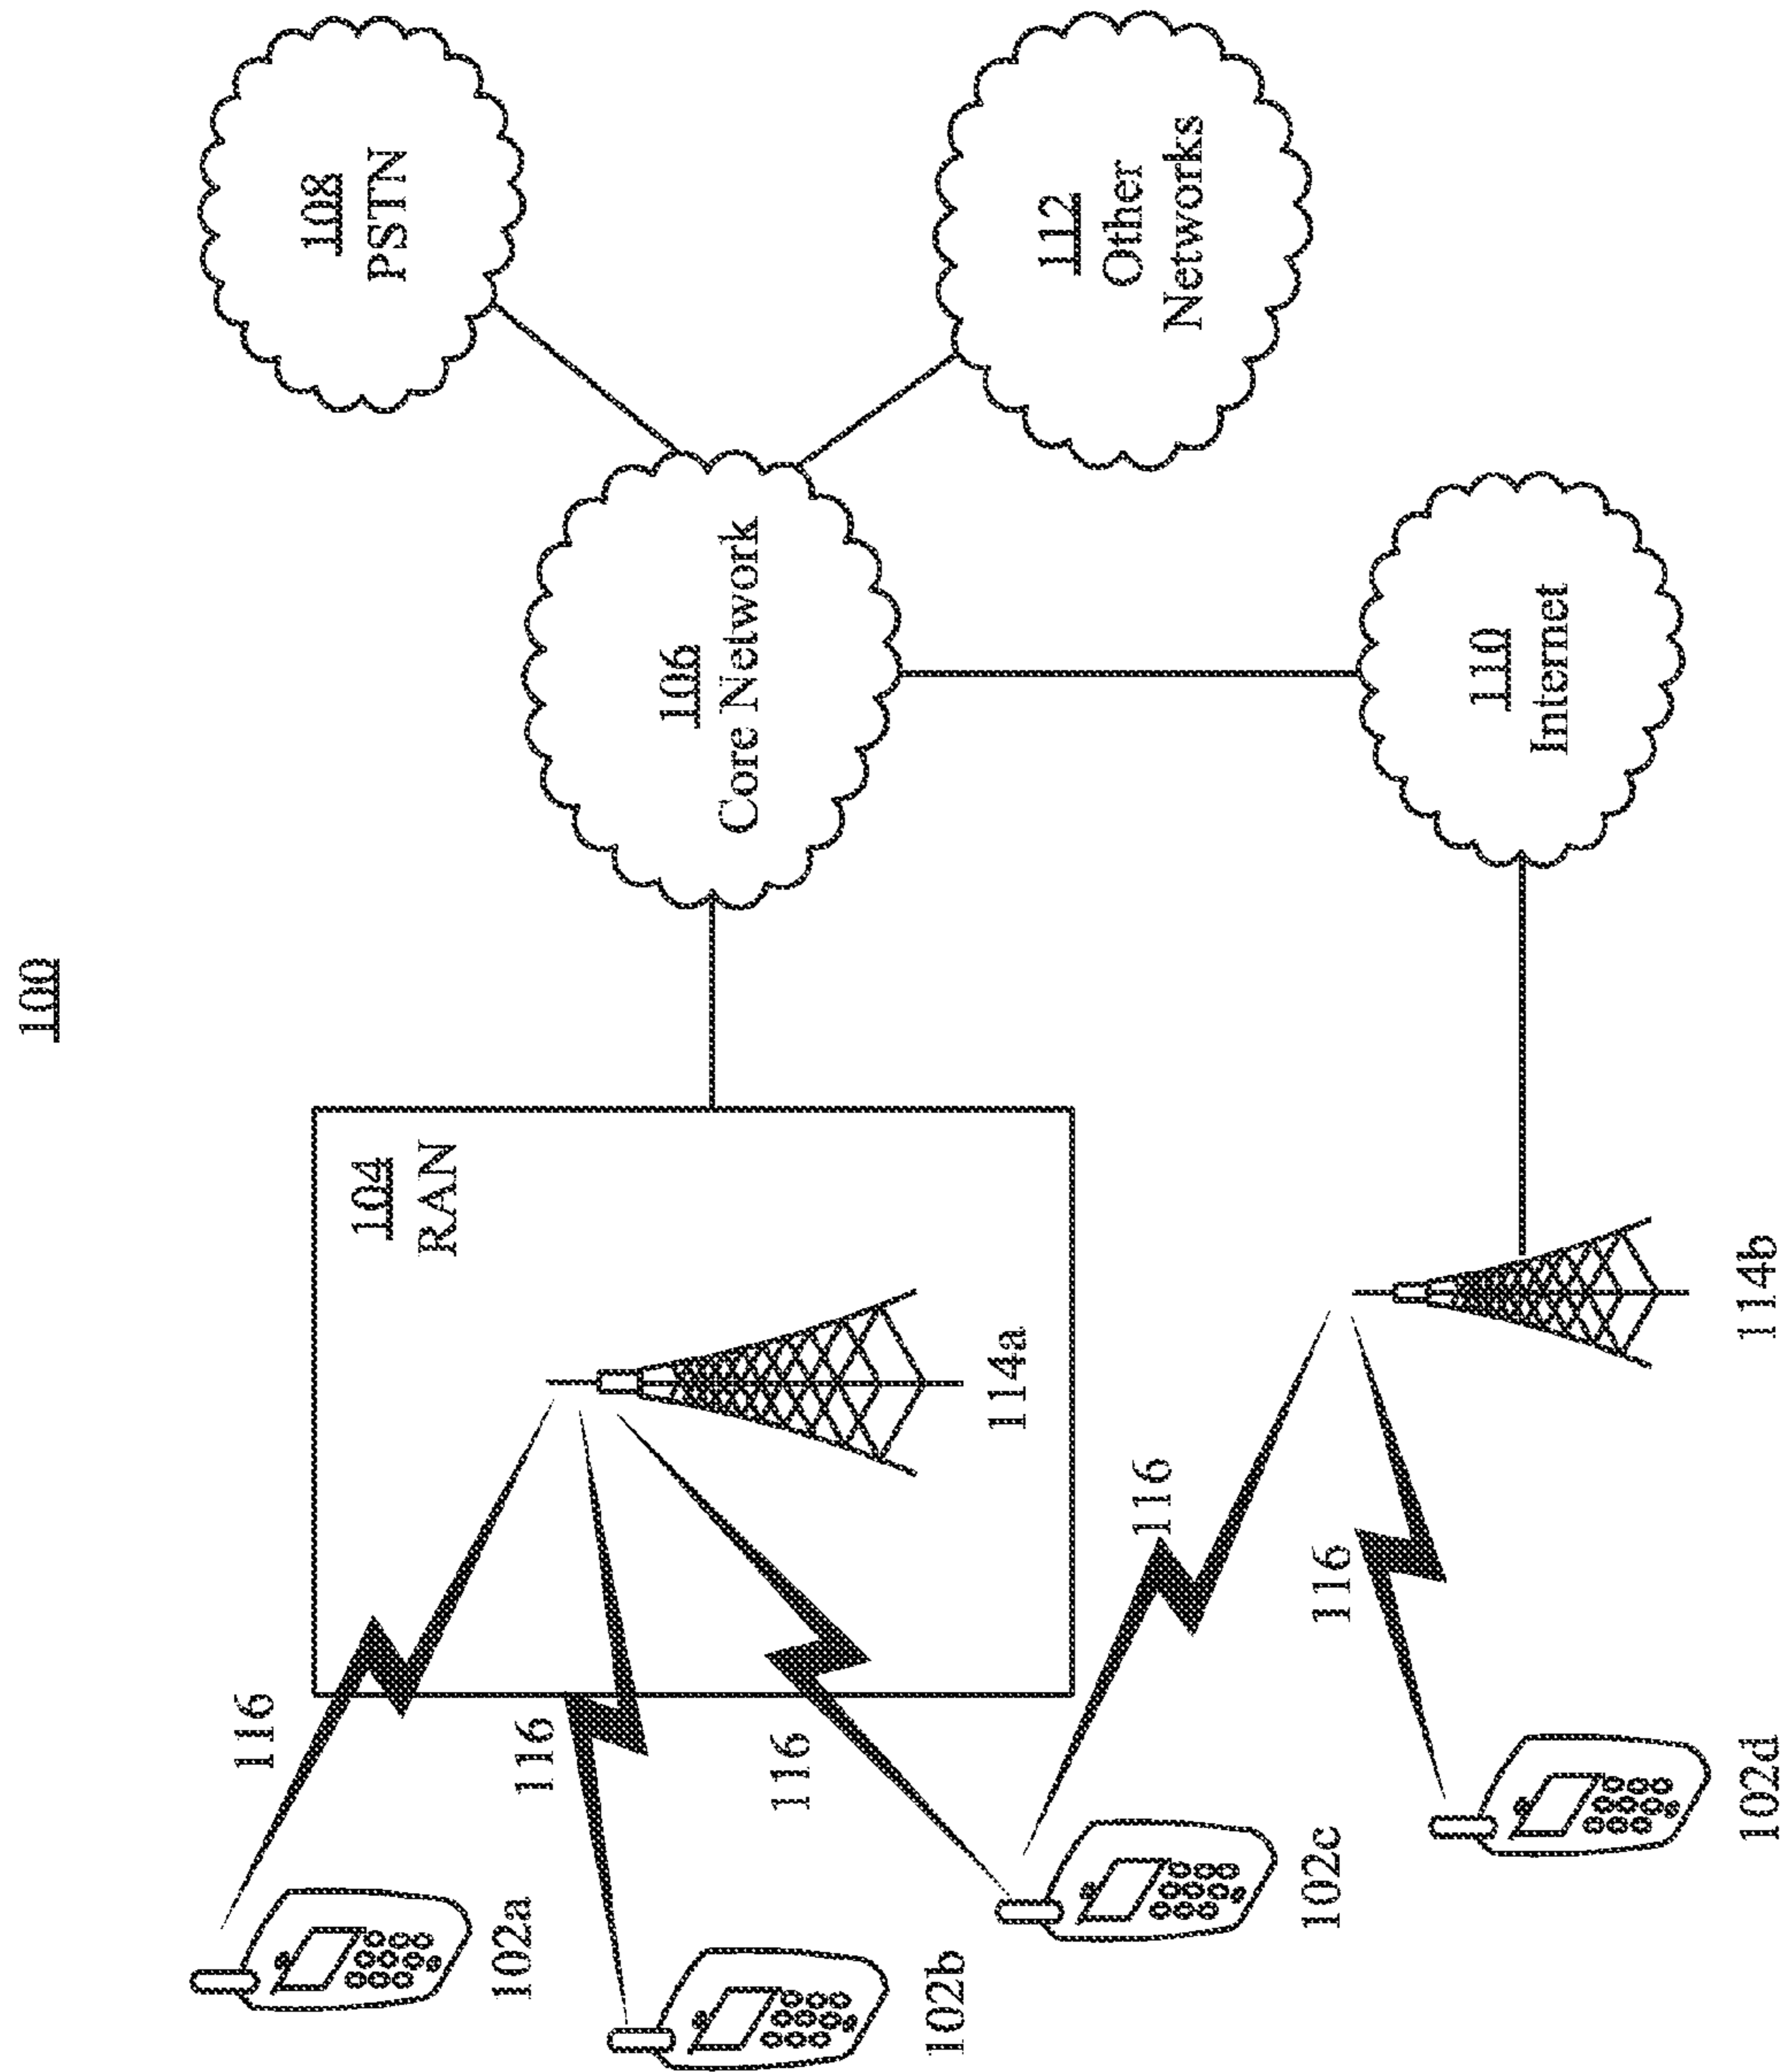 100
116
108
PSTN
104
RAN
102a
116
106
Core Network
116
102b
114a
112
Other
Networks
116
102c
116
110
Internet
102d
114b